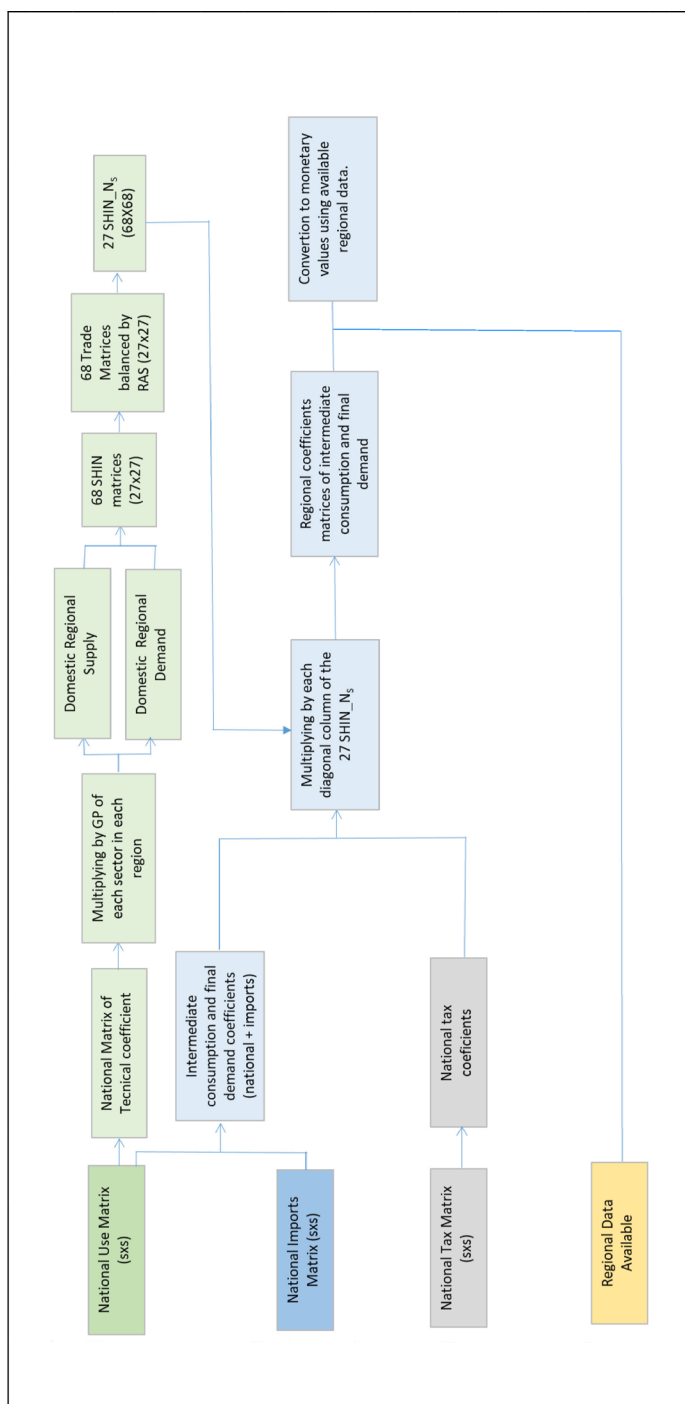 National Use Matrix
(sxs)
National Matrix of
Tecnical coefficient
Multiplying by GP of
each sector in each
region
Domestic Regional
Supply
Domestic Regional
Demand
68 SHIN
matrices
(27x27)
68 Trade
Matrices
balanced by
RAS (27x27)
27 SHIN_N
S
(68X68)
National Imports
Matrix (sxs)
Intermediate
consumption and final
demand coefficients
(national + imports)
Multiplying by each
diagonal column of the
27 SHIN_N
S
Regional coefficients
matrices of intermediate
consumption and final
demand
Convertion to monetary
values using available
regional data.
National Tax Matrix
(sxs)
National tax
coeficients
Regional Data
Available